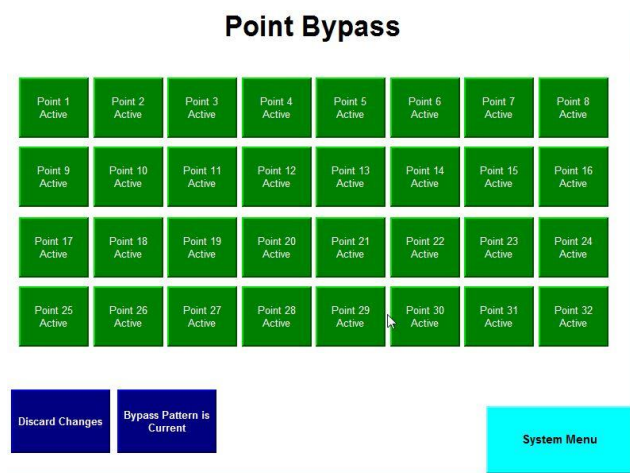 Point Bypass
Point 1 Point 2 Point 3 Point 4 Point 5 Point 6 Point 7 Point 8
Active Active Active Active Active Active Active Active
Point 9 Point 10 Point 11 Point 12 Point 13 Point 14 Point 15 Point 16
Active Active Active Active Active Active Active Active
Point 17 Point 18 Point 19 Point 20 Point 21 Point 22 Point 23 Point 24
Active Active Active Active Active Active Active Active
Point 25 Point 26 Point 27 Point 28 Point 29 Point 30 Point 31 Point 32
Active Active Active Active Active Active Active Active
Discard Changes
Bypass Pattern is
Current
System Menu